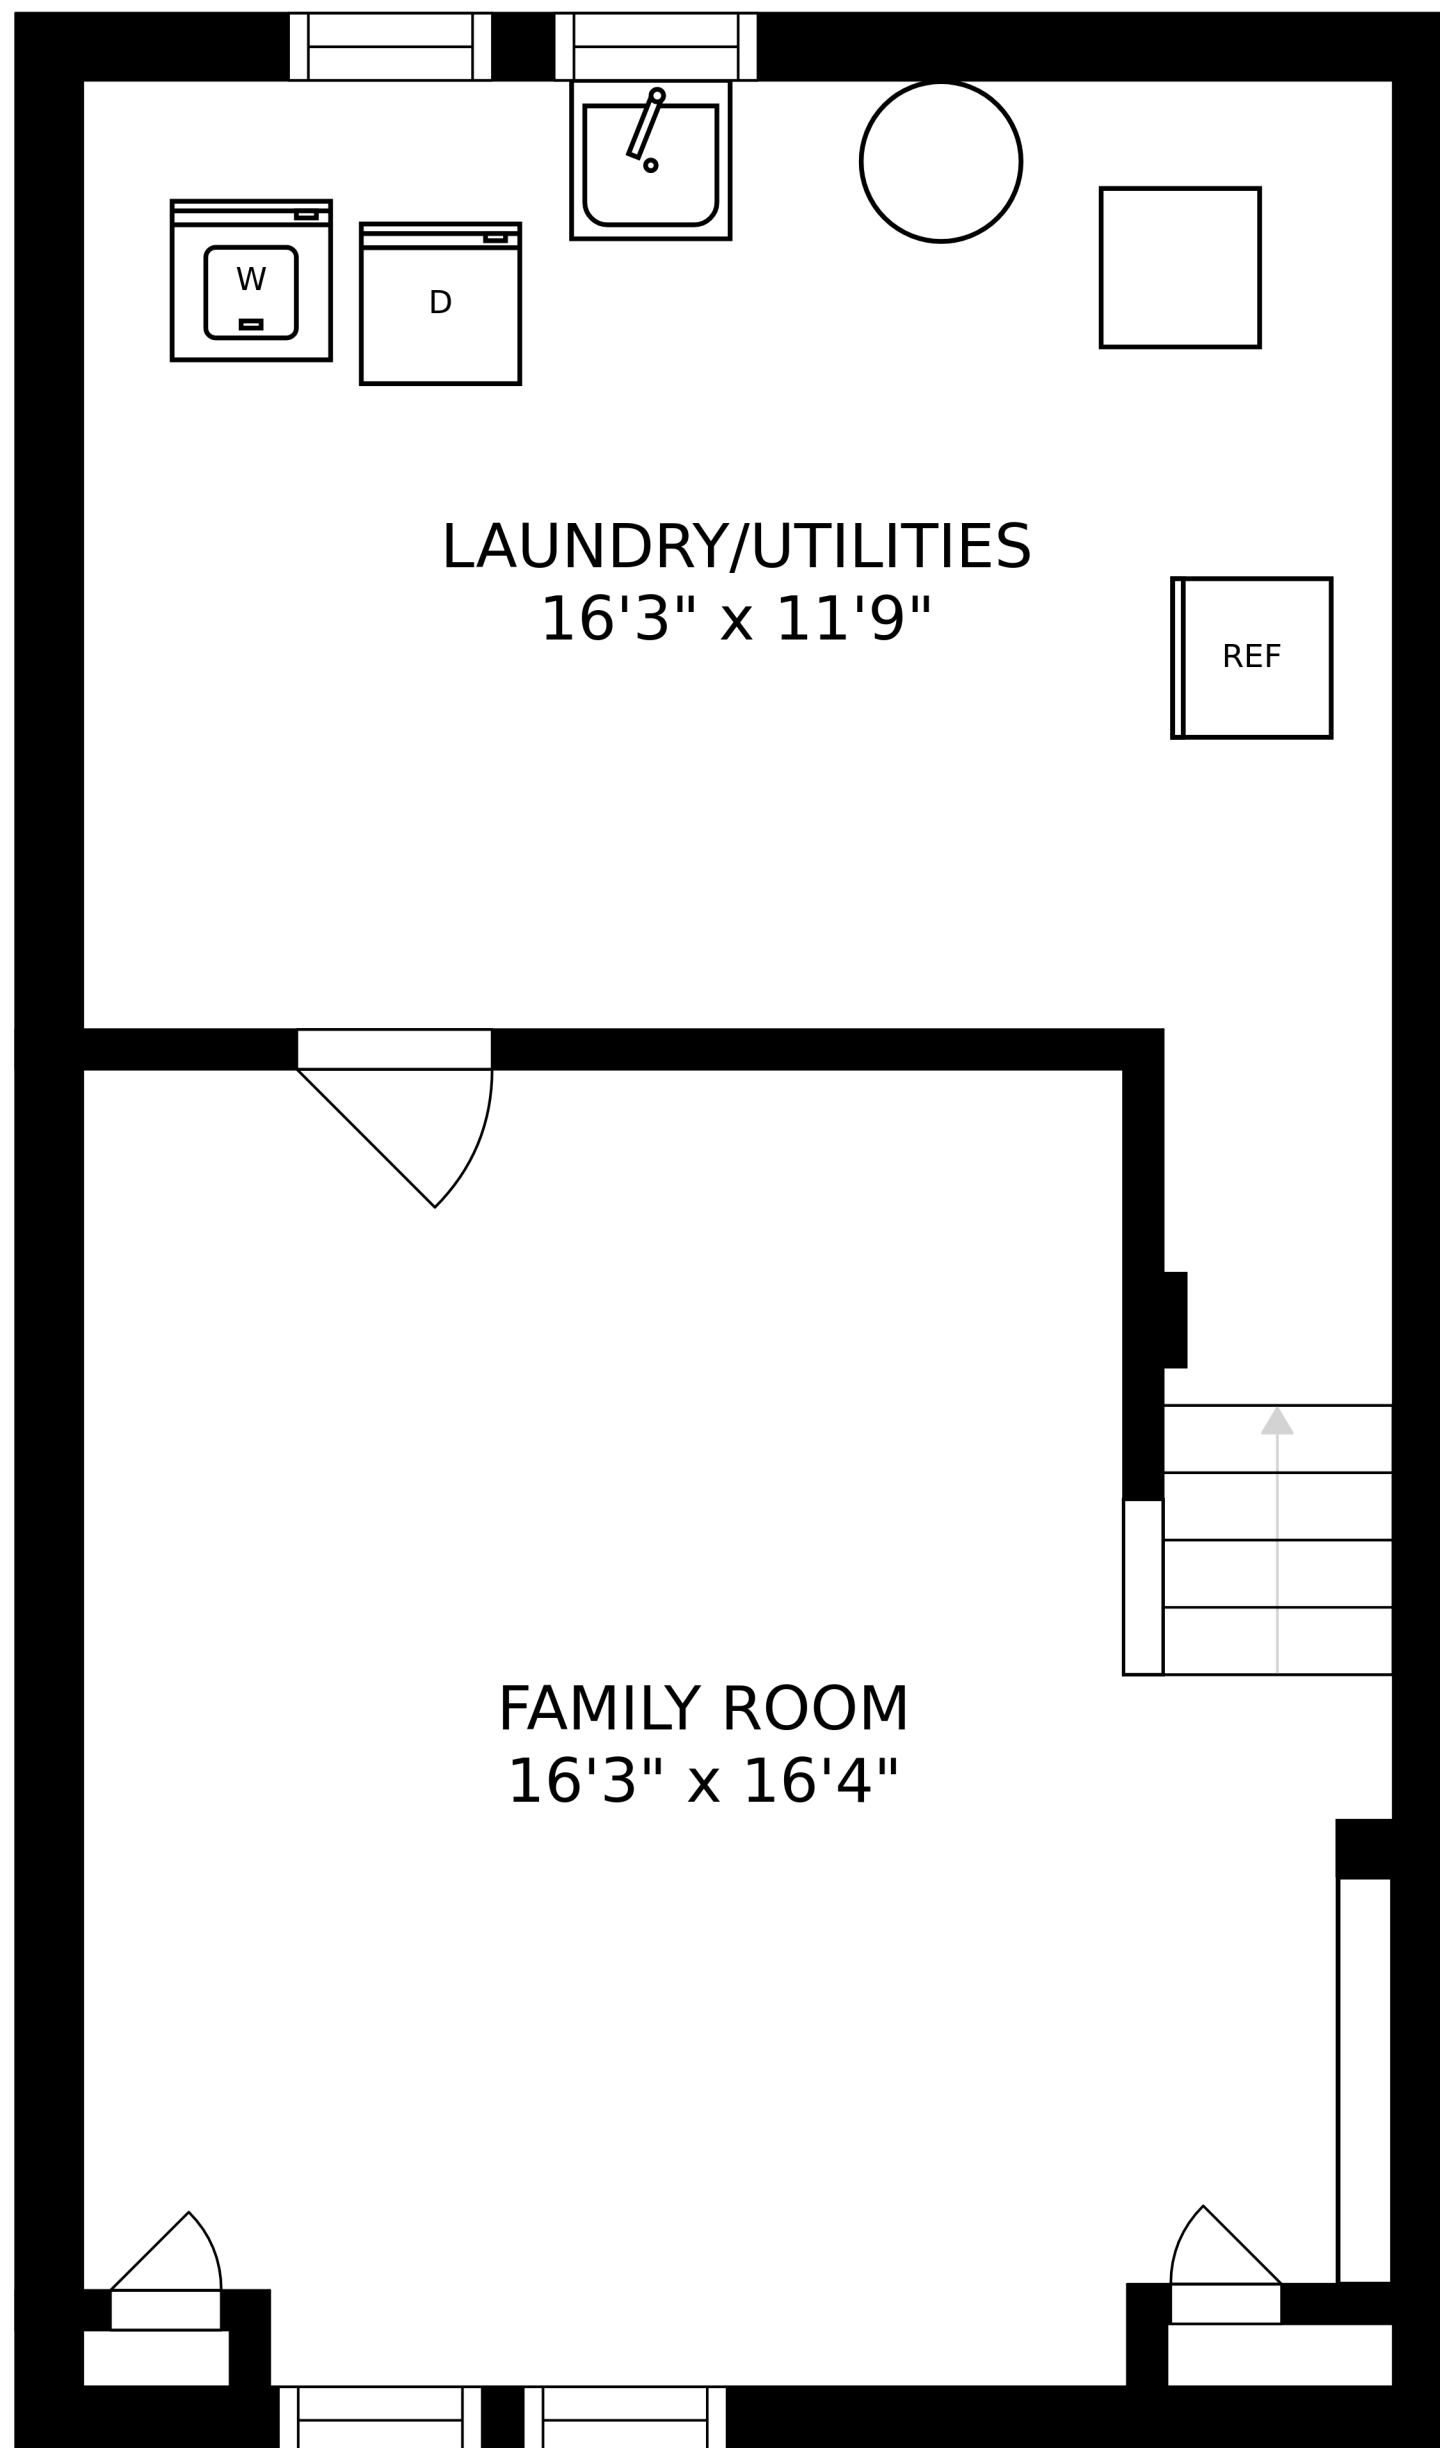 W
D
LAUNDRY/UTILITIES
16'3" x 11'9"
REF
FAMILY ROOM
16'3" x 16'4"